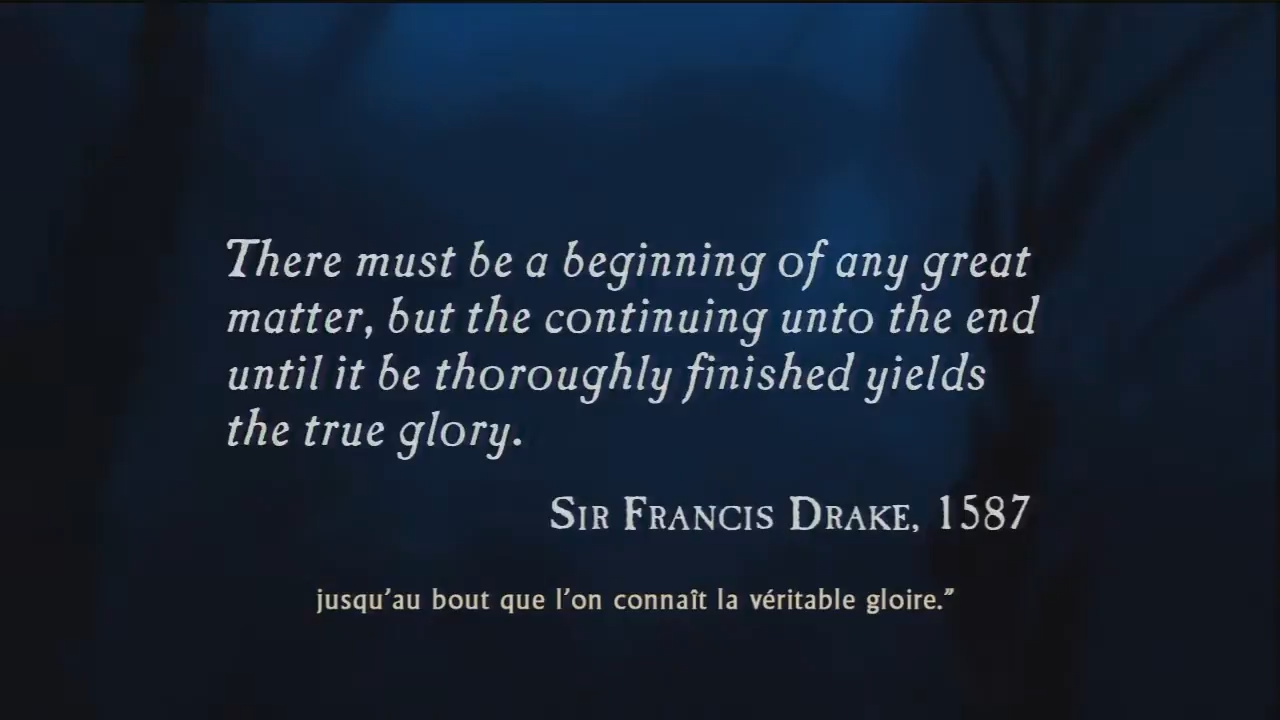 There must be a beginning of any great
matter, but the continuing unto the end
until it be thoroughly finished yields
the true glory.
Sir Francis Drake, 1587
jusqu'au bout que l'on connaît la véritable gloire.”